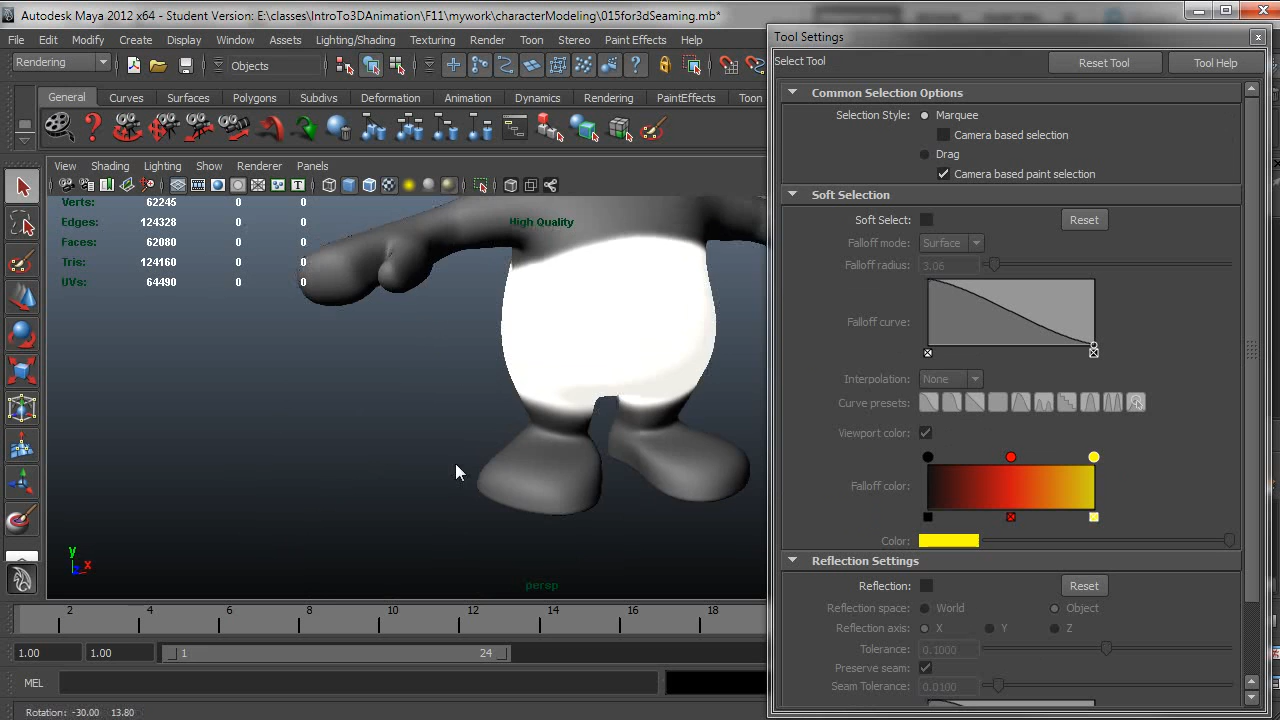 Autodesk Maya 2012 x64 - Student Version: E:\classes\IntroTo3DAnimation\F11\mywork\characterModeling\015for3dSeaming.mb*
File Edit Modify Create Display Window Assets Lighting/Shading Texturing Render Toon Stereo Paint Effects Help
Rendering Objects
General Curves Surfaces Polygons Subdivs Deformation Animation Dynamics Rendering PaintEffects Toon
View Shading Lighting Show Renderer Panels
Verts: 62245 0 0
High Quality
Edges: 124328 0 0
Faces: 62080 0 0
Tris: 124160 0 0
UVs: 64490 0 0
y
x
persp
2 4 6 8 10 12 14 16 18
1.00 1.00 1 24
MEL
Rotation: -30.00 13.80
Tool Settings
Select Tool Reset Tool Tool Help
Common Selection Options
Selection Style: Marquee
Camera based selection
Drag
Camera based paint selection
Soft Selection
Soft Select: Reset
Falloff mode: Surface
Falloff radius: 3.06
Falloff curve:
Interpolation: None
Curve presets:
Viewport color:
Falloff color:
Color:
Reflection Settings
Reflection: Reset
Reflection space: World Object
Reflection axis: X Y Z
Tolerance: 0.1000
Preserve seam:
Seam Tolerance: 0.0100